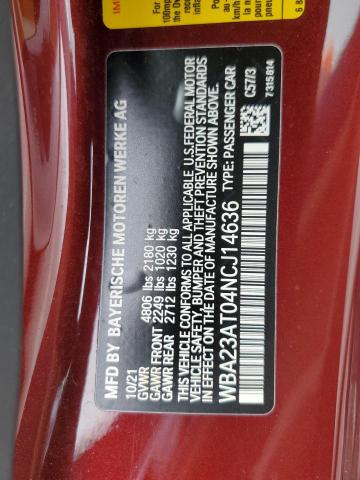 MFD BY BAYERISCHE MOTOREN WERKE AG
10/21
GVWR 4806 lbs 2180 kg
GAWR FRONT 2249 lbs 1020 kg
GAWR REAR 2712 lbs 1230 kg
THIS VEHICLE CONFORMS TO ALL APPLICABLE U.S.FEDERAL MOTOR
VEHICLE SAFETY, BUMPER AND THEFT PREVENTION STANDARDS
IN EFFECT ON THE DATE OF MANUFACTURE SHOWN ABOVE.
WBA23AT04NCJ14636 TYPE: PASSENGER CAR
C57/3
7315814